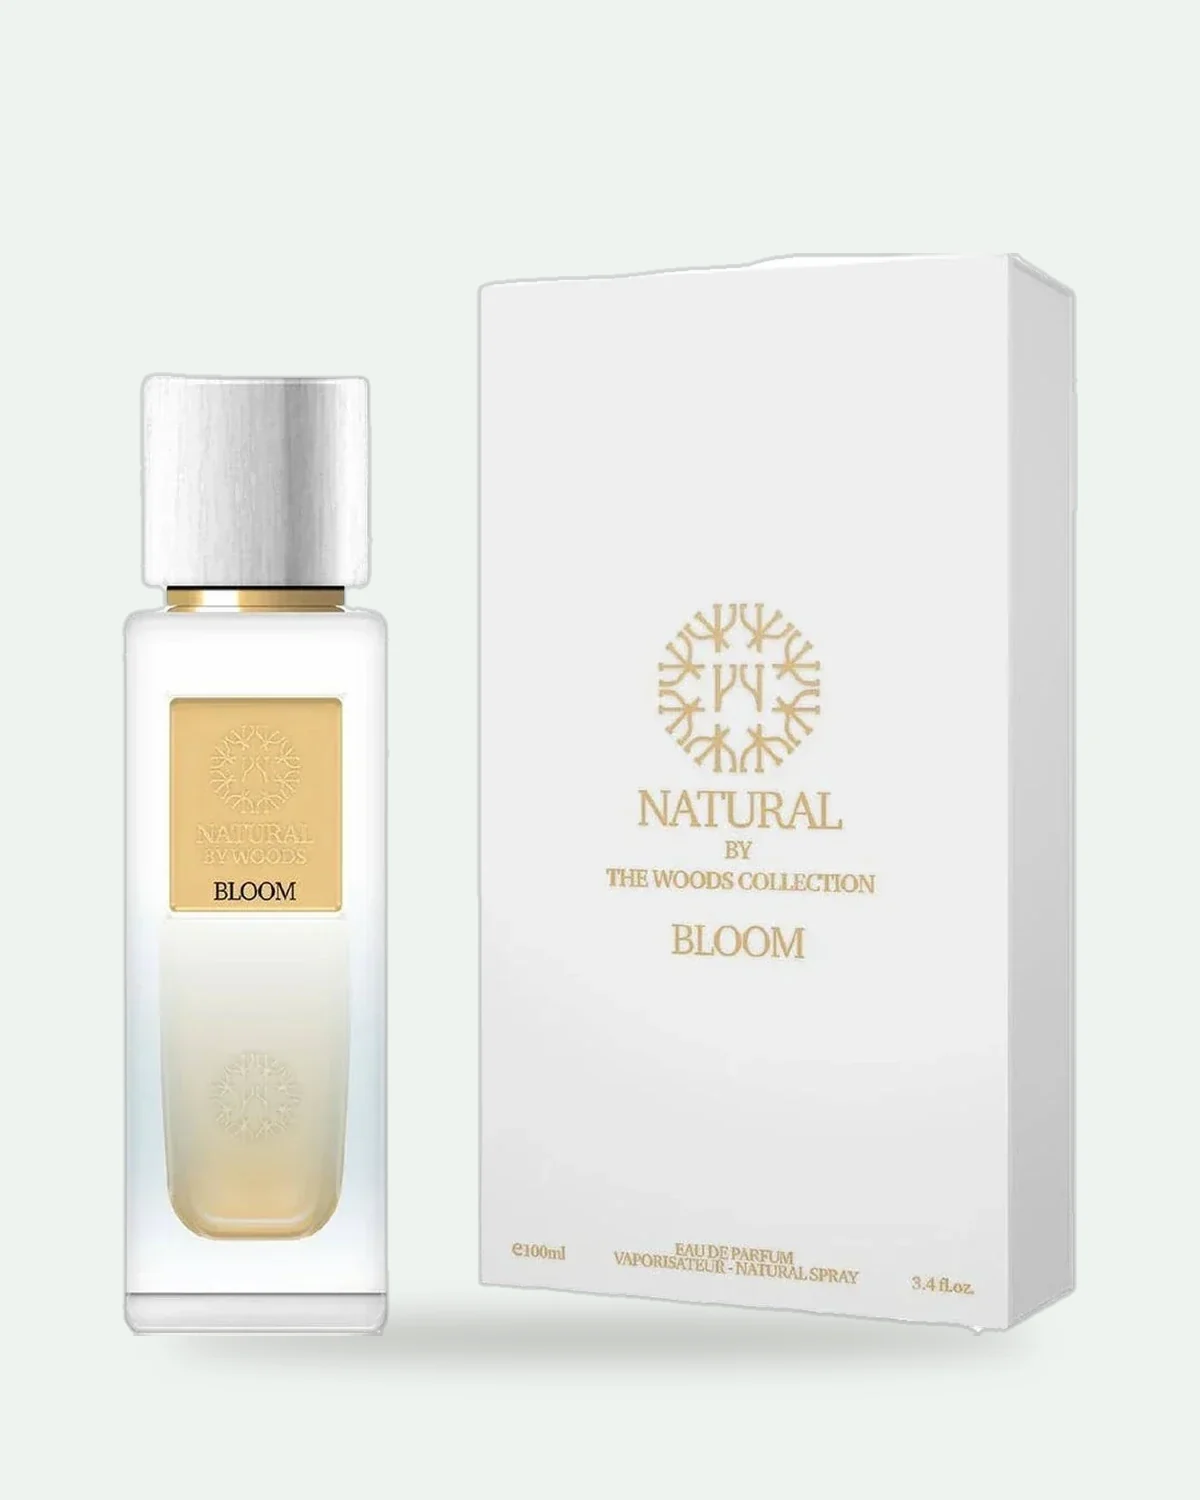 NATURAL
BY WOODS
BLOOM
NATURAL
BY
THE WOODS COLLECTION
BLOOM
e100ml
EAU DE PARFUM
VAPORISATEUR - NATURAL SPRAY
3.4 fl.oz.